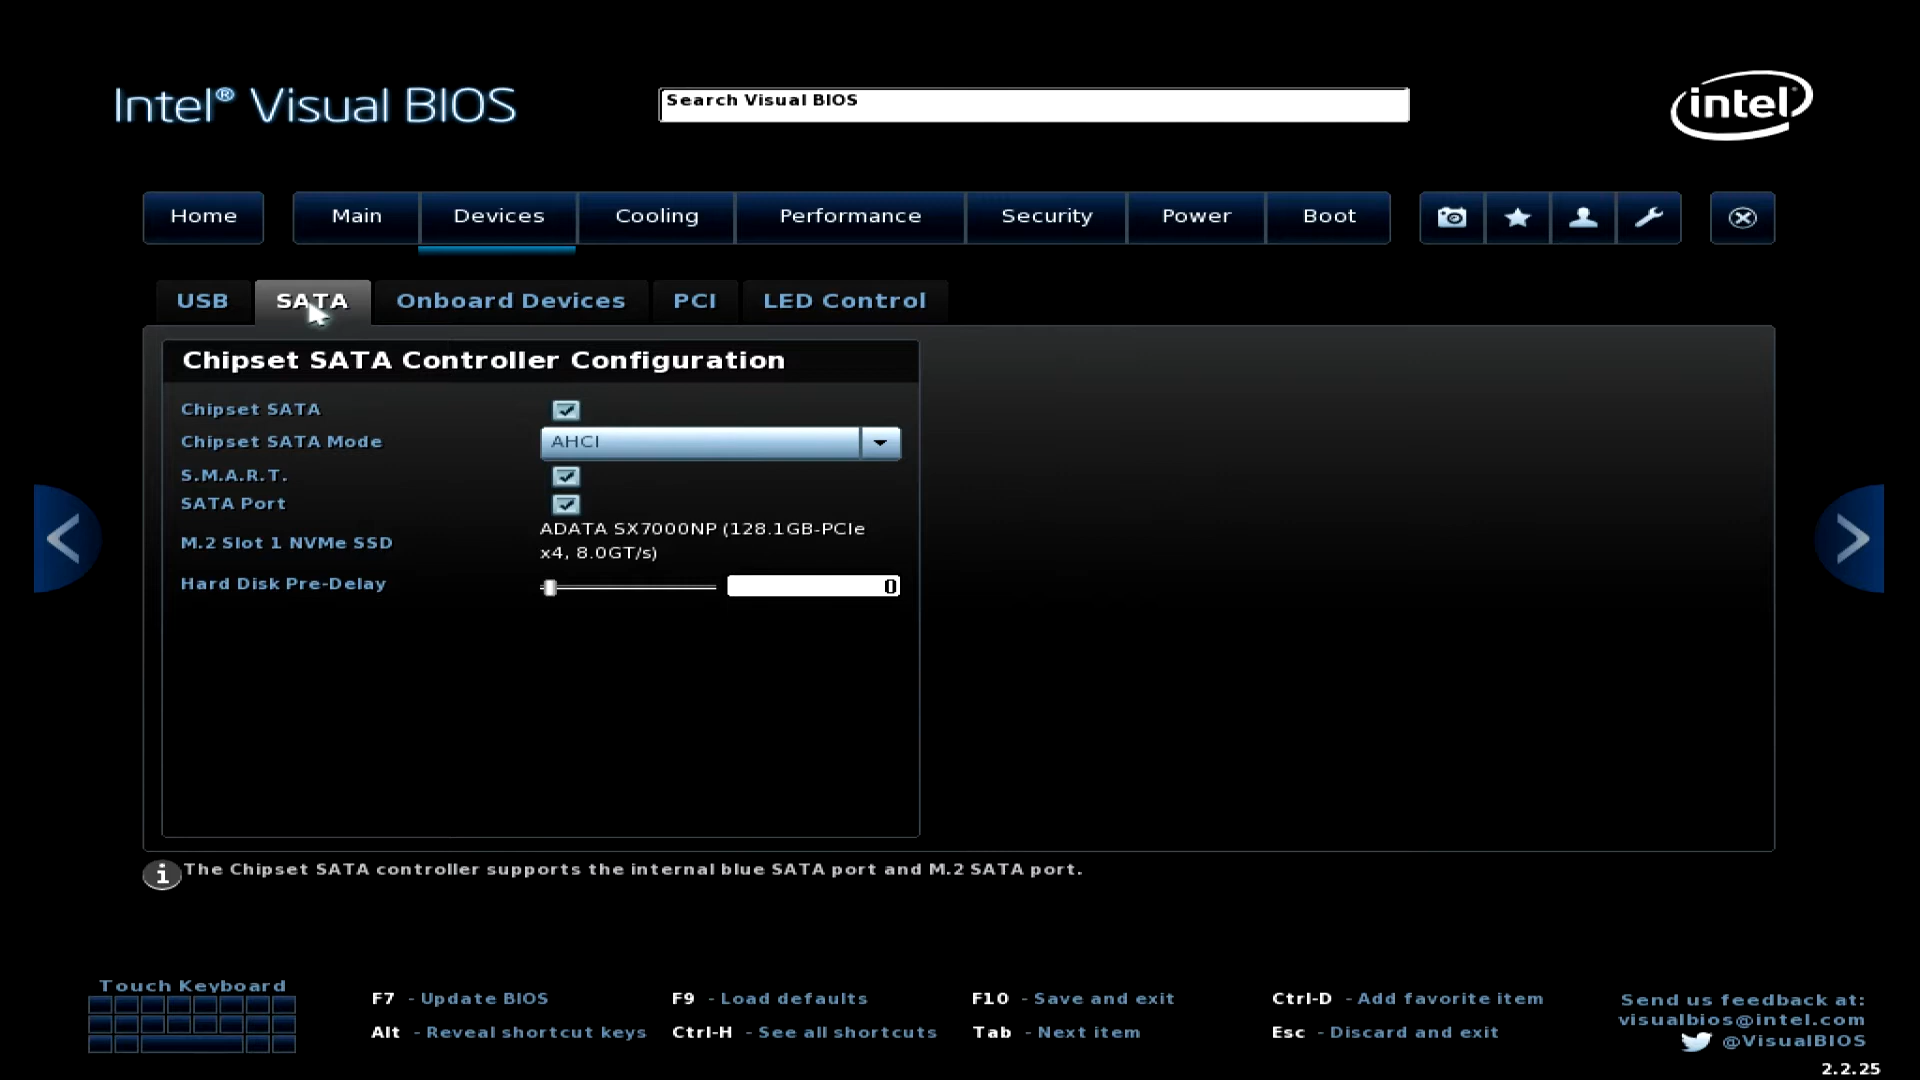 Intel® Visual BIOS
Search Visual BIOS
intel®
Home Main Devices Cooling Performance Security Power Boot
USB SATA Onboard Devices PCI LED Control
Chipset SATA Controller Configuration
Chipset SATA
Chipset SATA Mode AHCI
S.M.A.R.T.
SATA Port
M.2 Slot 1 NVMe SSD ADATA SX7000NP (128.1GB-PCIe
x4, 8.0GT/s)
Hard Disk Pre-Delay 0
The Chipset SATA controller supports the internal blue SATA port and M.2 SATA port.
Touch Keyboard
F7 - Update BIOS F9 - Load defaults F10 - Save and exit Ctrl-D - Add favorite item
Alt - Reveal shortcut keys Ctrl-H - See all shortcuts Tab - Next item Esc - Discard and exit
Send us feedback at:
visualbios@intel.com
@VisualBIOS
2.2.25